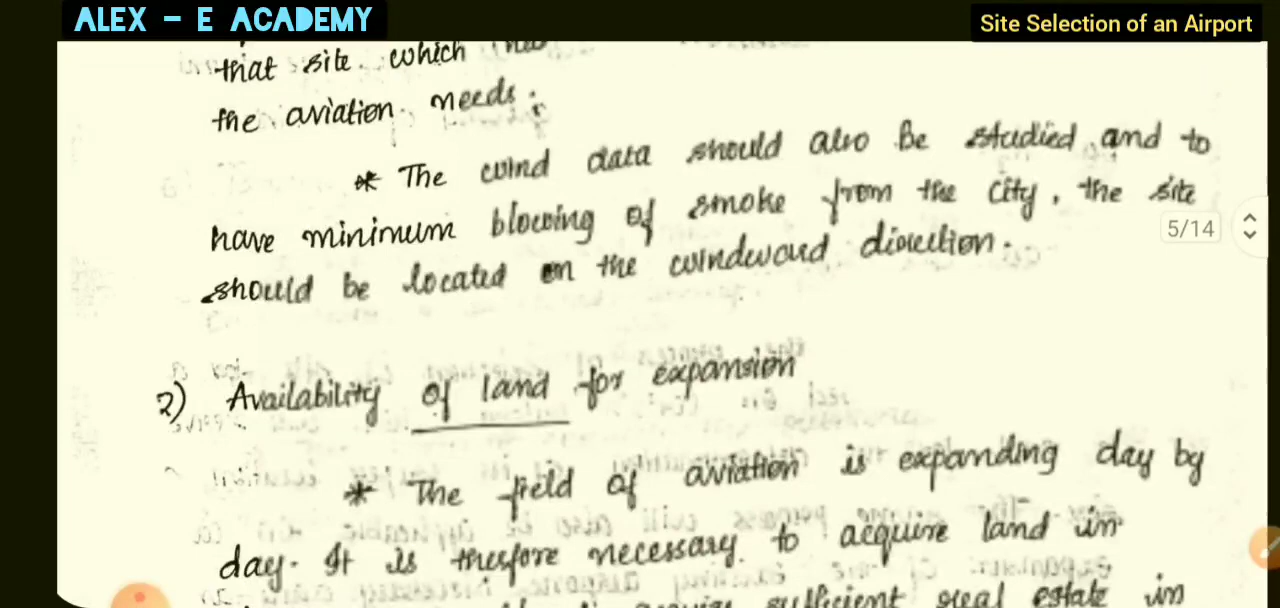 ALEX – E ACADEMY
Site Selection of an Airport
that site which
the aviation needs.
* The wind data should also be studied and to
have minimum blowing of smoke from the city, the site
5/14
should be located on the windward direction.
2) Availability of land for expansion
* The field of aviation is expanding day by
day. It is therfore necessary to acquire land in
sufficient real estate in